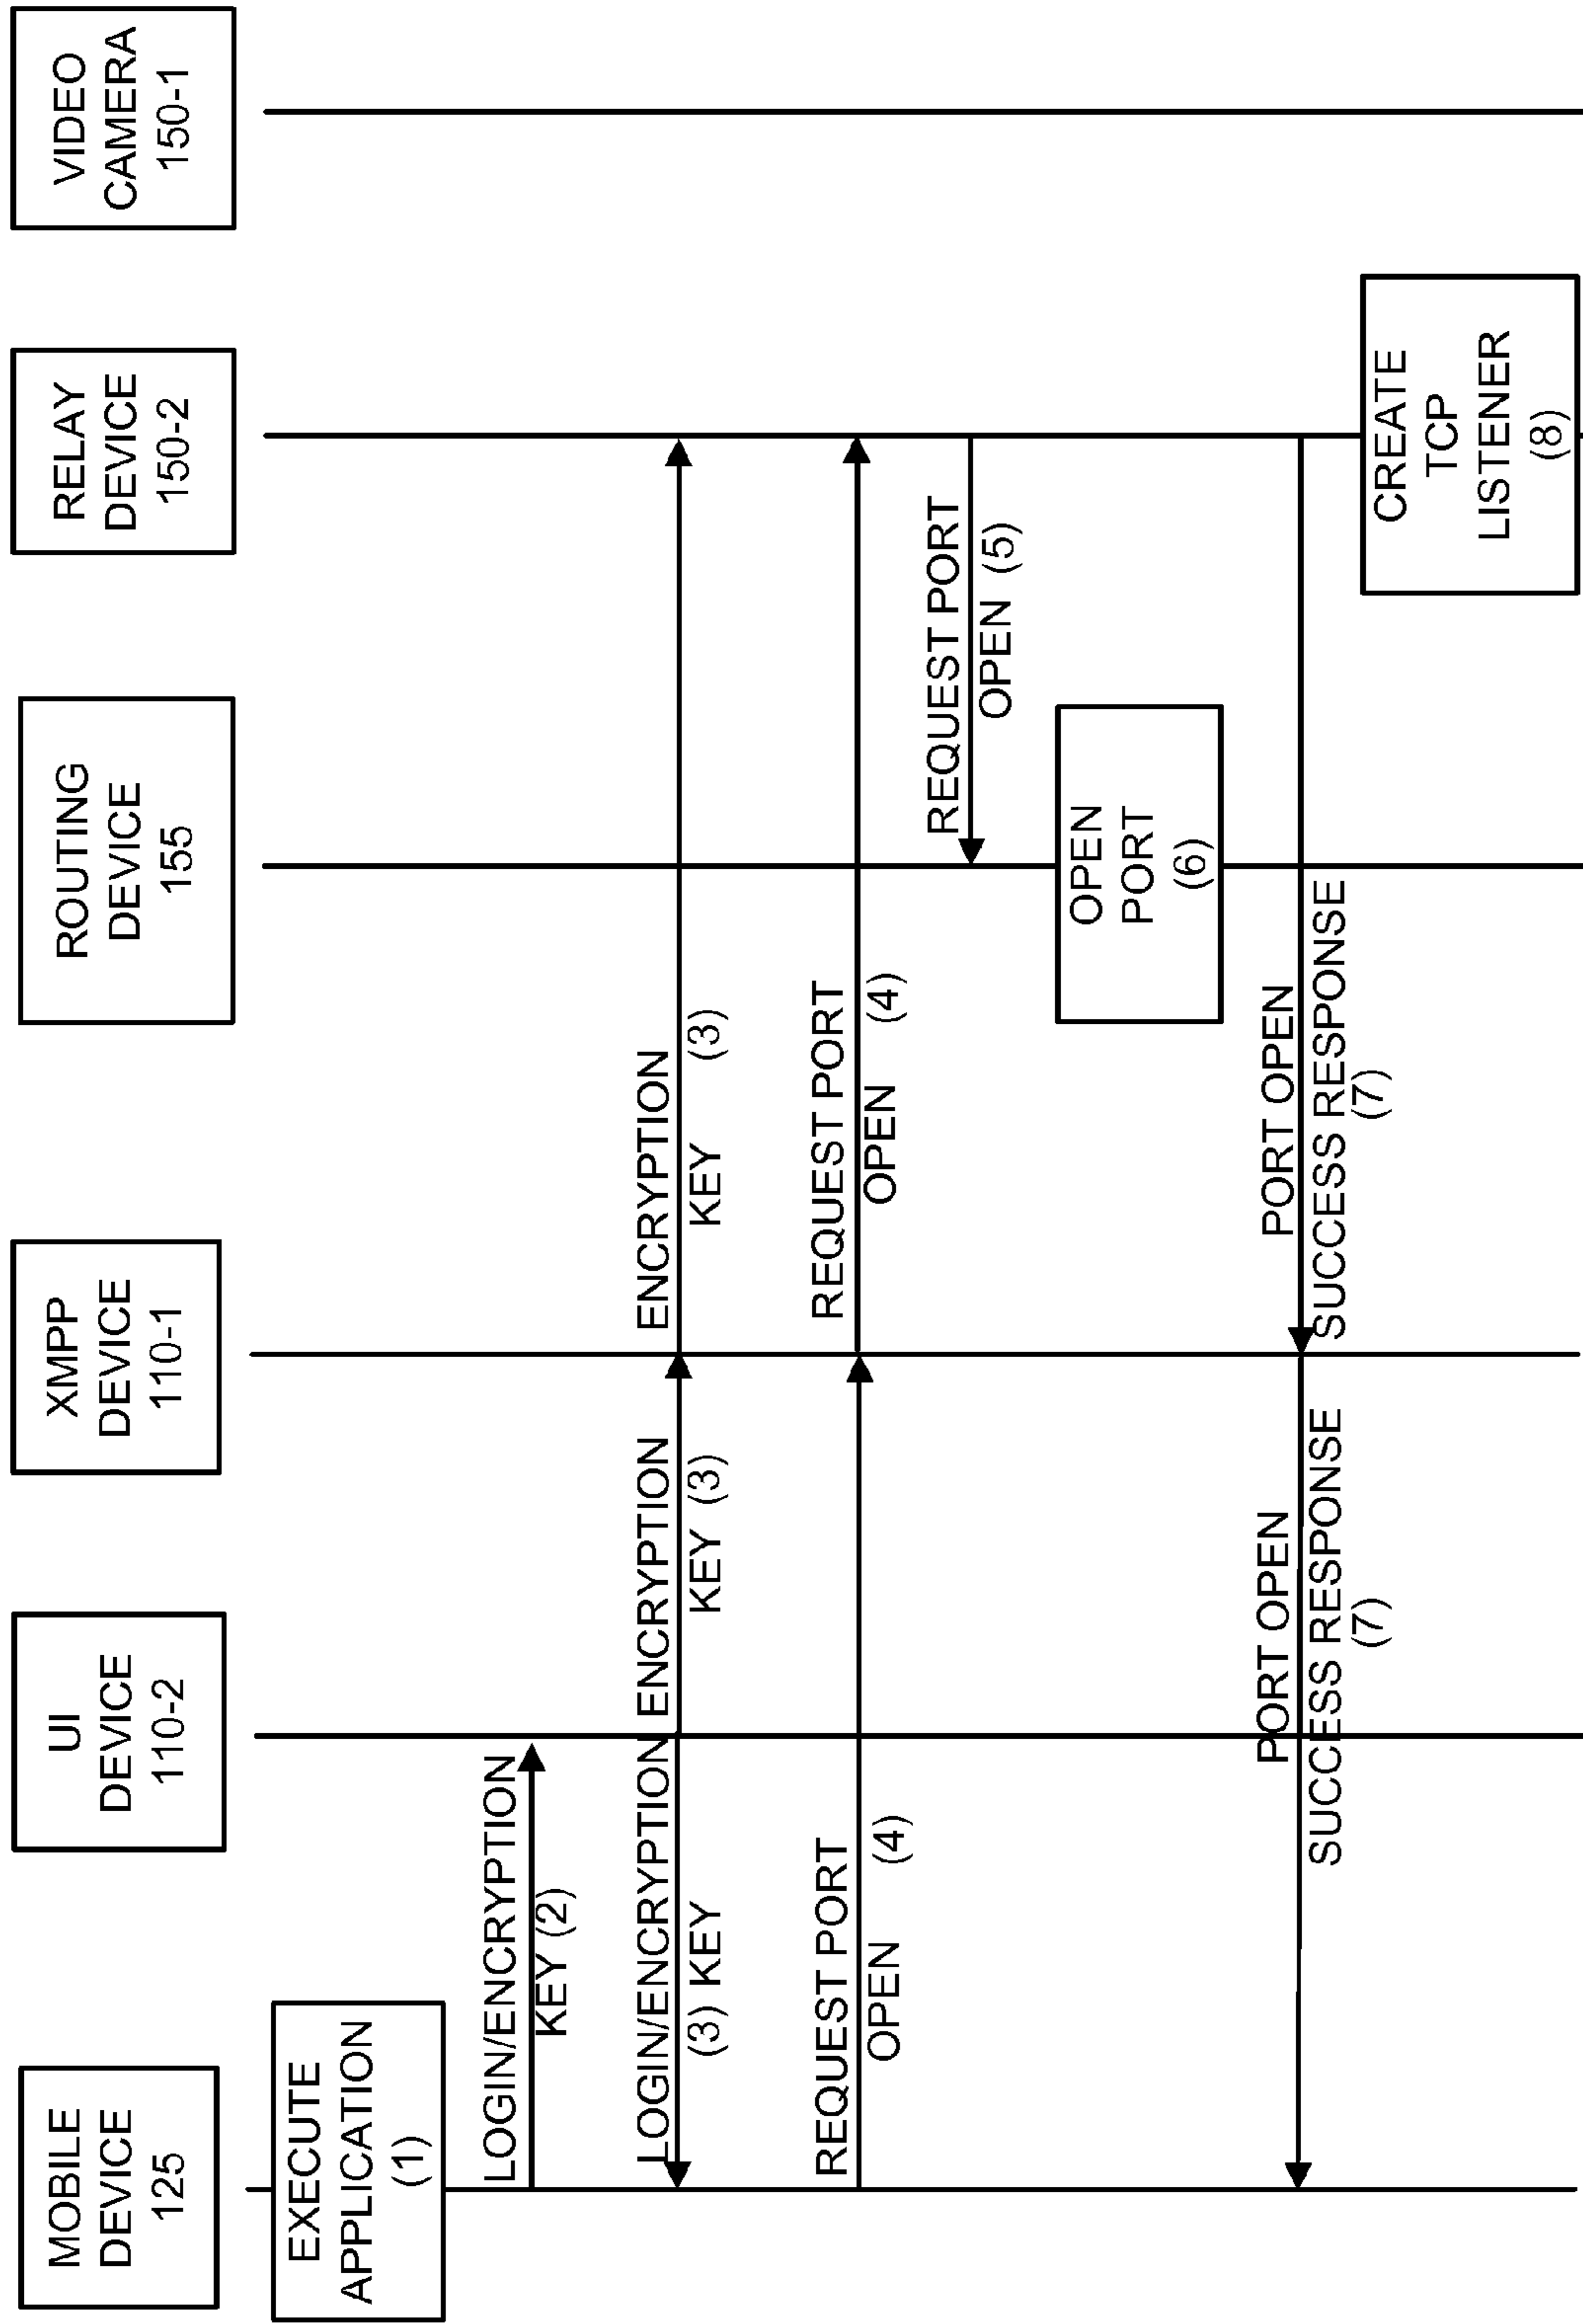 MOBILE
DEVICE
125
UI
DEVICE
110-2
XMPP
DEVICE
110-1
ROUTING
DEVICE
155
RELAY
DEVICE
150-2
VIDEO
CAMERA
150-1
EXECUTE
APPLICATION
(1)
LOGIN/ENCRYPTION
KEY (2)
LOGIN/ENCRYPTION
(3) KEY
ENCRYPTION
KEY (3)
ENCRYPTION
KEY (3)
REQUEST PORT
OPEN (4)
REQUEST PORT
OPEN (4)
REQUEST PORT
OPEN (5)
OPEN
PORT
(6)
PORT OPEN
SUCCESS RESPONSE
(7)
PORT OPEN
SUCCESS RESPONSE
(7)
CREATE
TCP
LISTENER
(8)